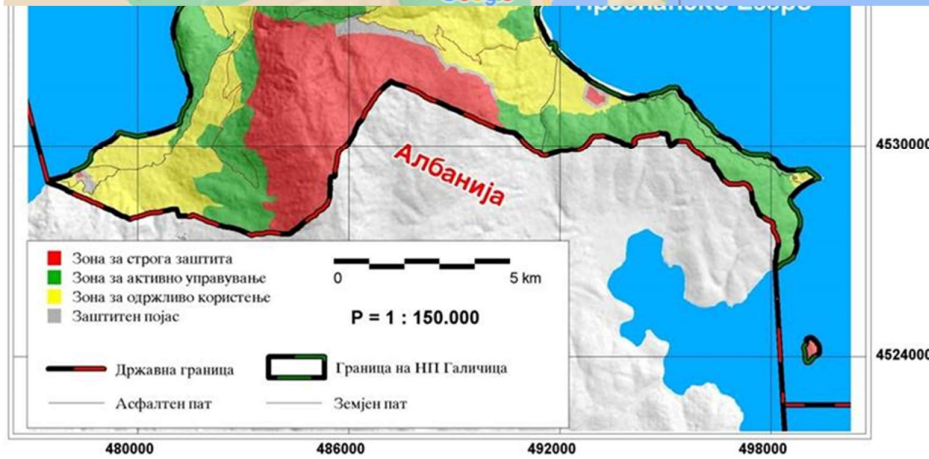 Албанија
4530000
Зона за строга заштита
Зона за активно управување
Зона за одржливо користење
Заштитен појас
0 5 km
Р = 1 : 150.000
Државна граница
Граница на НП Галичица
Асфалтен пат
Земјен пат
4524000
480000 486000 492000 498000